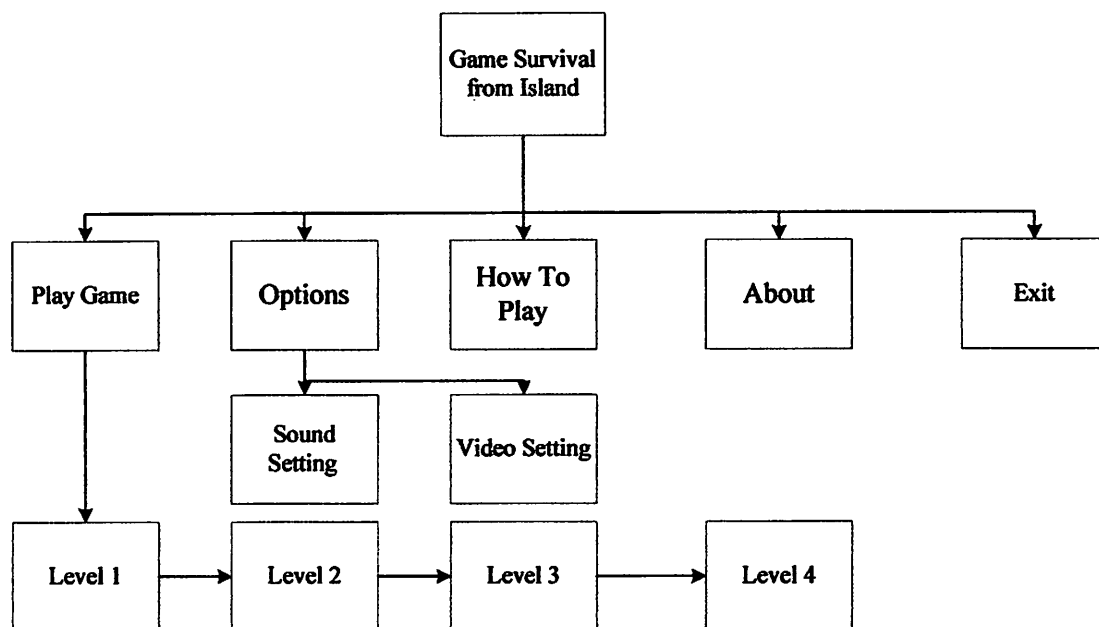 Game Survival
from Island
Play Game
Options
How To
Play
About
Exit
Sound
Setting
Video Setting
Level 1
Level 2
Level 3
Level 4